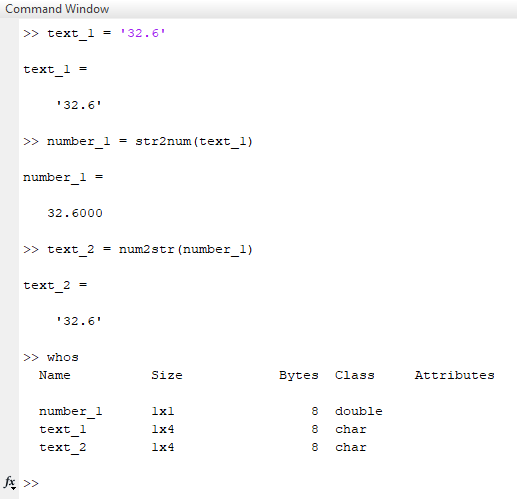 Command Window
>> text_1 = '32.6'
text_1 =
'32.6'
>> number_1 = str2num(text_1)
number_1 =
32.6000
>> text_2 = num2str(number_1)
text_2 =
'32.6'
>> whos
Name Size Bytes Class Attributes
number_1 1x1 8 double
text_1 1x4 8 char
text_2 1x4 8 char
fx >>